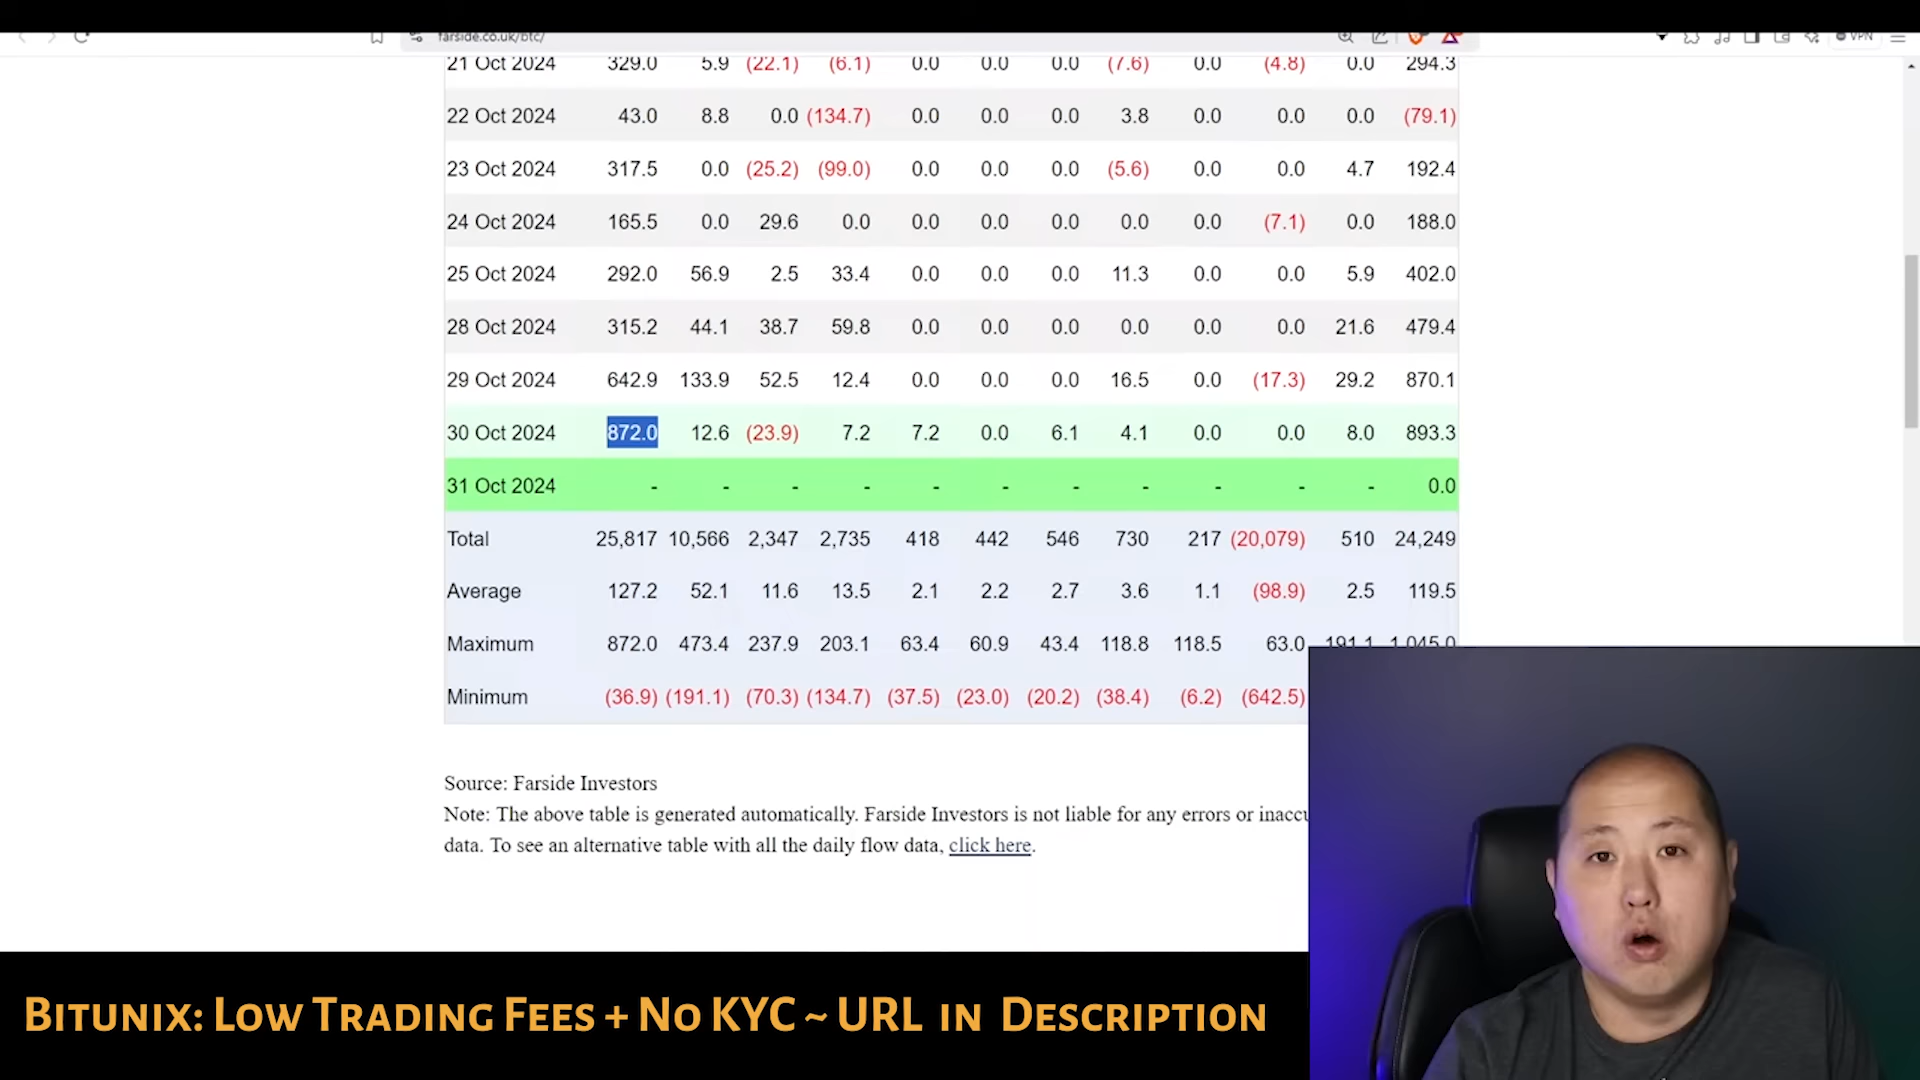 farside.co.uk/btc/
VPN
21 Oct 2024 329.0 5.9 (22.1) (6.1) 0.0 0.0 0.0 (7.6) 0.0 (4.8) 0.0 294.3
22 Oct 2024 43.0 8.8 0.0 (134.7) 0.0 0.0 0.0 3.8 0.0 0.0 0.0 (79.1)
23 Oct 2024 317.5 0.0 (25.2) (99.0) 0.0 0.0 0.0 (5.6) 0.0 0.0 4.7 192.4
24 Oct 2024 165.5 0.0 29.6 0.0 0.0 0.0 0.0 0.0 0.0 (7.1) 0.0 188.0
25 Oct 2024 292.0 56.9 2.5 33.4 0.0 0.0 0.0 11.3 0.0 0.0 5.9 402.0
28 Oct 2024 315.2 44.1 38.7 59.8 0.0 0.0 0.0 0.0 0.0 0.0 21.6 479.4
29 Oct 2024 642.9 133.9 52.5 12.4 0.0 0.0 0.0 16.5 0.0 (17.3) 29.2 870.1
30 Oct 2024 872.0 12.6 (23.9) 7.2 7.2 0.0 6.1 4.1 0.0 0.0 8.0 893.3
31 Oct 2024 - - - - - - - - - - - 0.0
Total 25,817 10,566 2,347 2,735 418 442 546 730 217 (20,079) 510 24,249
Average 127.2 52.1 11.6 13.5 2.1 2.2 2.7 3.6 1.1 (98.9) 2.5 119.5
Maximum 872.0 473.4 237.9 203.1 63.4 60.9 43.4 118.8 118.5 63.0 191.1 1,045.0
Minimum (36.9) (191.1) (70.3) (134.7) (37.5) (23.0) (20.2) (38.4) (6.2) (642.5)
Source: Farside Investors
Note: The above table is generated automatically. Farside Investors is not liable for any errors or inaccu
data. To see an alternative table with all the daily flow data, click here.
Bitunix: Low Trading Fees + No KYC ~ URL in Description